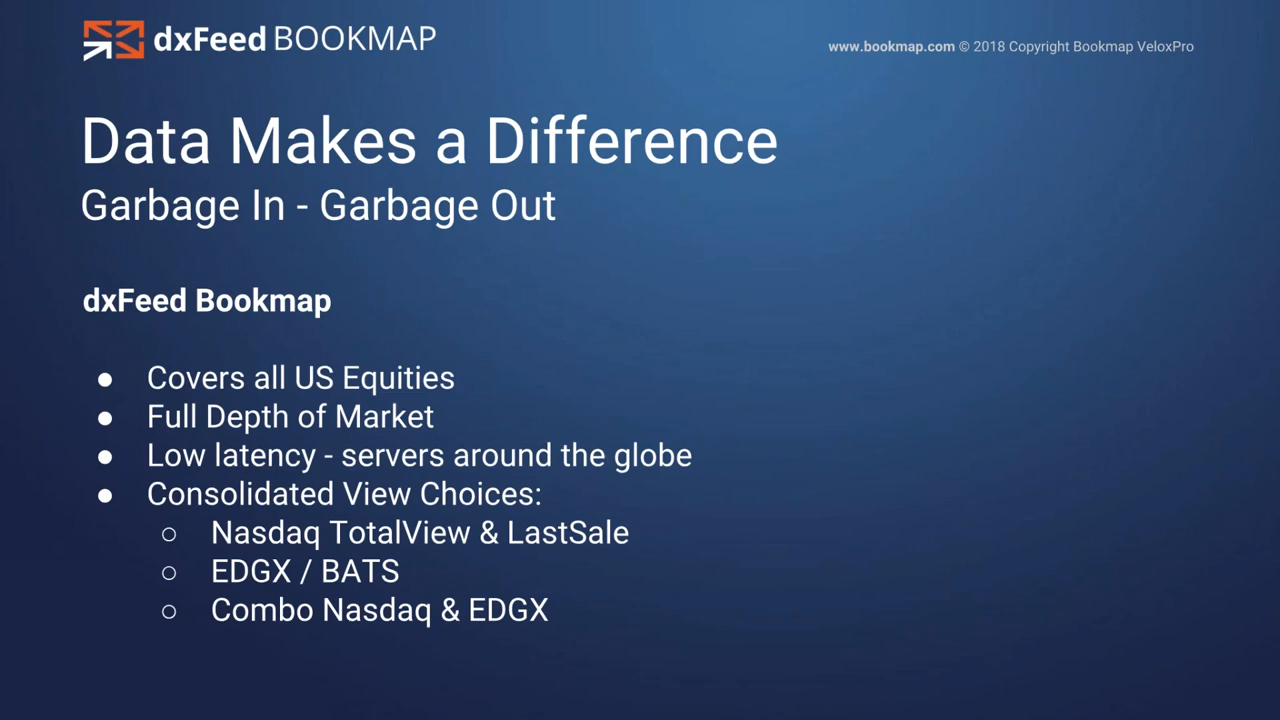 dxFeed BOOKMAP
www.bookmap.com © 2018 Copyright Bookmap VeloxPro
Data Makes a Difference
Garbage In - Garbage Out
dxFeed Bookmap
● Covers all US Equities
● Full Depth of Market
● Low latency - servers around the globe
● Consolidated View Choices:
○ Nasdaq TotalView & LastSale
○ EDGX / BATS
○ Combo Nasdaq & EDGX